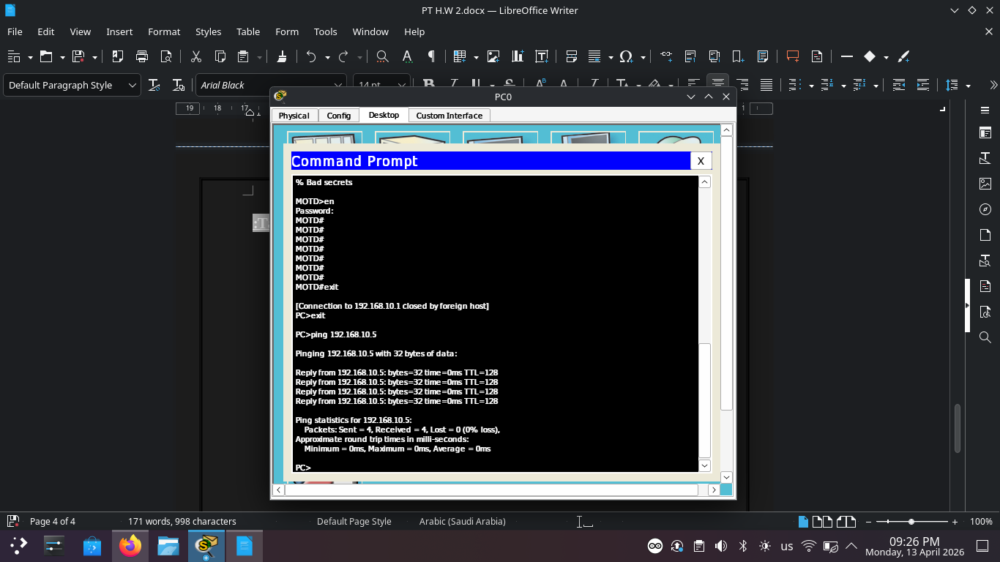 PT H.W 2.docx — LibreOffice Writer
File Edit View Insert Format Styles Table Form Tools Window Help
Default Paragraph Style Arial Black 14 pt
19 18 17 1
PC0
Physical Config Desktop Custom Interface
Command Prompt X
% Bad secrets
MOTD>en
Password:
MOTD#
MOTD#
MOTD#
MOTD#
MOTD#
MOTD#
MOTD#
MOTD#exit
[Connection to 192.168.10.1 closed by foreign host]
PC>exit
PC>ping 192.168.10.5
Pinging 192.168.10.5 with 32 bytes of data:
Reply from 192.168.10.5: bytes=32 time=0ms TTL=128
Reply from 192.168.10.5: bytes=32 time=0ms TTL=128
Reply from 192.168.10.5: bytes=32 time=0ms TTL=128
Reply from 192.168.10.5: bytes=32 time=0ms TTL=128
Ping statistics for 192.168.10.5:
Packets: Sent = 4, Received = 4, Lost = 0 (0% loss),
Approximate round trip times in milli-seconds:
Minimum = 0ms, Maximum = 0ms, Average = 0ms
PC>
Page 4 of 4 171 words, 998 characters Default Page Style Arabic (Saudi Arabia) 100%
us 09:26 PM
Monday, 13 April 2026